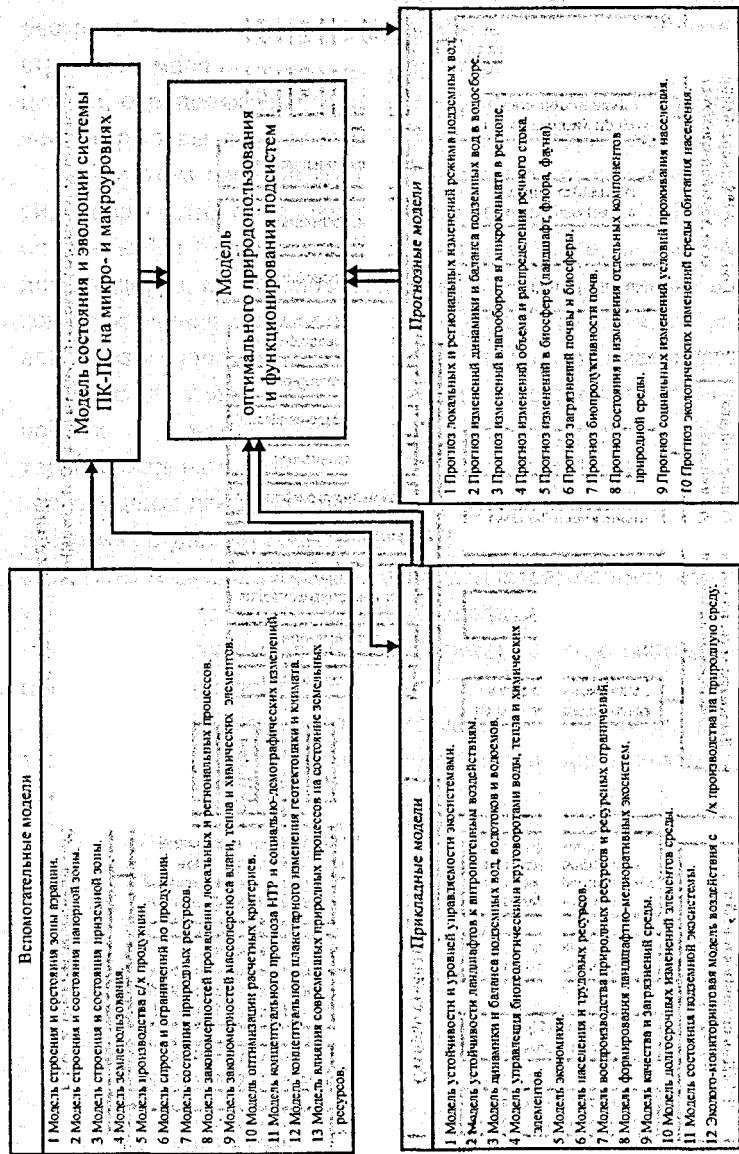 Вспомогательные модели
1 Модель строения и состояния зоны аэрации.
2 Модель строения и состояния напорной зоны.
3 Модель строения и состояния приземной зоны.
4 Модель землепользования.
5 Модель производства с/х продукции.
6 Модель спроса и ограничений по продукции.
7 Модель состояния природных ресурсов.
8 Модель закономерностей проявления локальных и региональных процессов.
9 Модель закономерностей массопереноса влаги, тепла и химических элементов.
10 Модель оптимизации расчетных критериев.
11 Модель концептуального прогноза НТР и социально-демографических изменений.
12 Модель концептуального планетарного изменения геотектоники и климата.
13 Модель влияния современных природных процессов на состояние земельных
ресурсов.
Модель состояния и эволюции системы
ПК-ПС на микро- и макроуровнях
Модель
оптимального природопользования
и функционирования подсистем
Прикладные модели
1 Модель устойчивости и уровней управляемости экосистемами.
2 Модель устойчивости ландшафтов к антропогенным воздействиям.
3 Модель динамики и баланса подземных вод, водотоков и водоемов.
4 Модель управления биогеологическими круговоротами воды, тепла и химических
элементов.
5 Модель экономики.
6 Модель населения и трудовых ресурсов.
7 Модель воспроизводства природных ресурсов и ресурсных ограничений.
8 Модель формирования ландшафтно-мелиоративных экосистем.
9 Модель качества и загрязнений среды.
10 Модель долгосрочных изменений элементов среды.
11 Модель состояния подземной экосистемы.
12 Эколого-мониторинговая модель воздействия с /х производства на природную среду.
Прогнозные модели
1 Прогноз локальных и региональных изменений режима подземных вод.
2 Прогноз изменений динамики и баланса подземных вод в водосборе.
3 Прогноз изменений влагооборота и микроклимата в регионе.
4 Прогноз изменений объема и распределения речного стока
5 Прогноз изменений в биосфере (ландшафт, флора, фауна).
6 Прогноз загрязнений почвы и биосферы.
7 Прогноз биопродуктивности почв.
8 Прогноз состояния и изменения отдельных компонентов
природной среды.
9 Прогноз социальных изменений условий проживания населения.
10 Прогноз экологических изменений среды обитания населения.